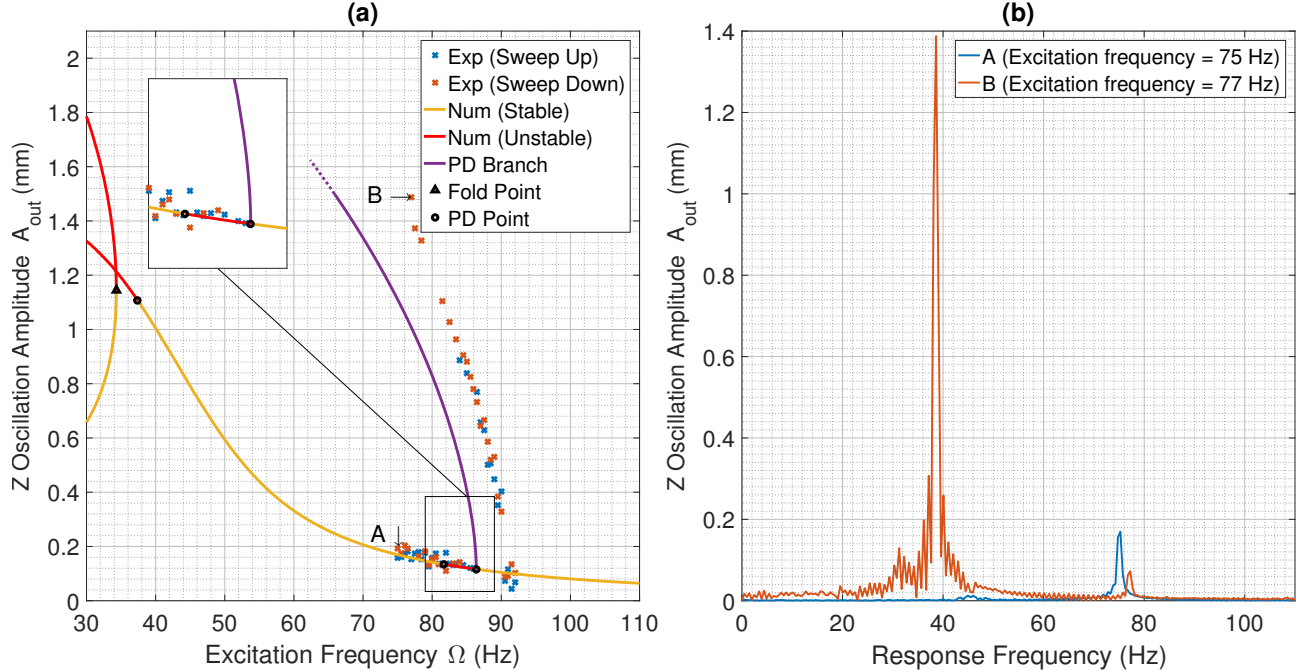 (a)
2
1.8
1.6
1.4
1.2
1
0.8
0.6
0.4
0.2
0
Z Oscillation Amplitude A_out (mm)
Exp (Sweep Up)
Exp (Sweep Down)
Num (Stable)
Num (Unstable)
PD Branch
Fold Point
PD Point
B
A
30 40 50 60 70 80 90 100 110
Excitation Frequency Ω (Hz)
(b)
1.4
1.2
1
0.8
0.6
0.4
0.2
0
Z Oscillation Amplitude A_out (mm)
A (Excitation frequency = 75 Hz)
B (Excitation frequency = 77 Hz)
0 20 40 60 80 100
Response Frequency (Hz)